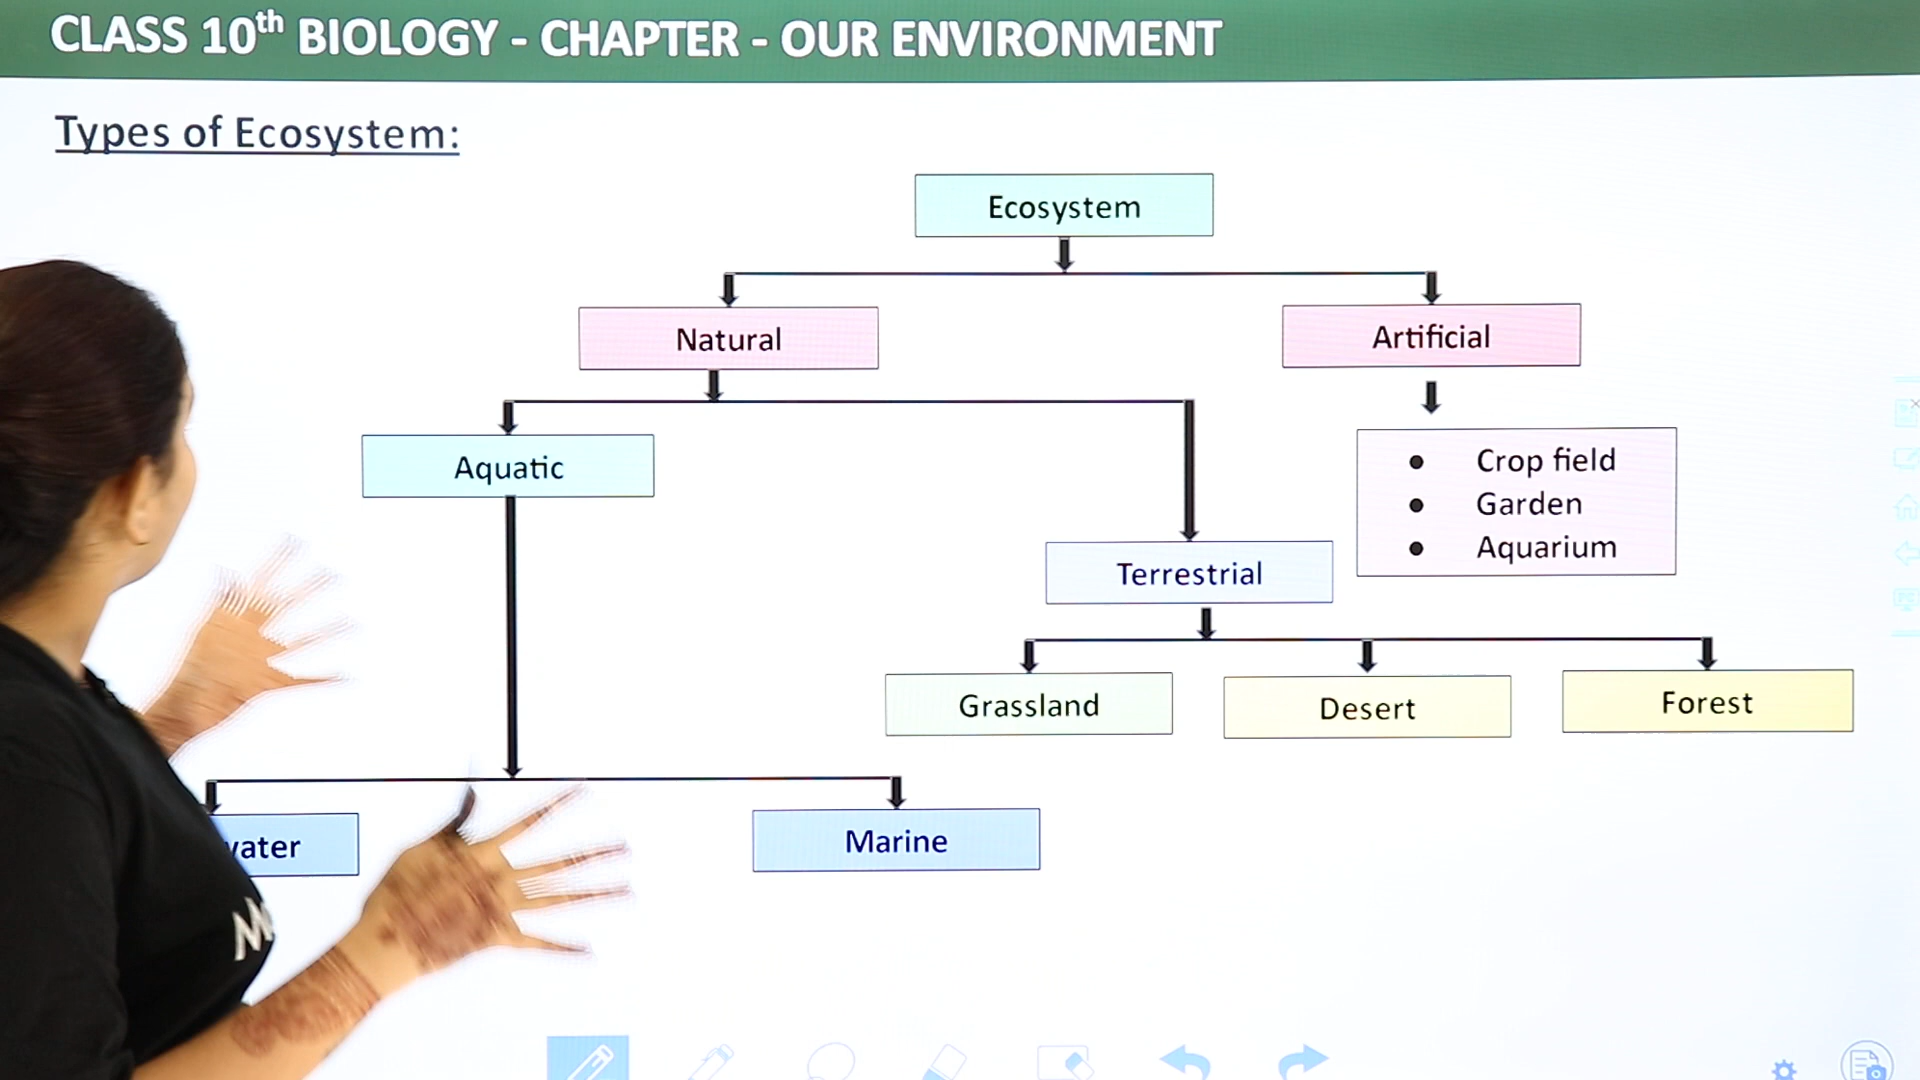 CLASS 10th BIOLOGY - CHAPTER - OUR ENVIRONMENT
Types of Ecosystem:
Ecosystem
Natural
Artificial
Aquatic
• Crop field
• Garden
• Aquarium
Terrestrial
Grassland
Desert
Forest
Marine